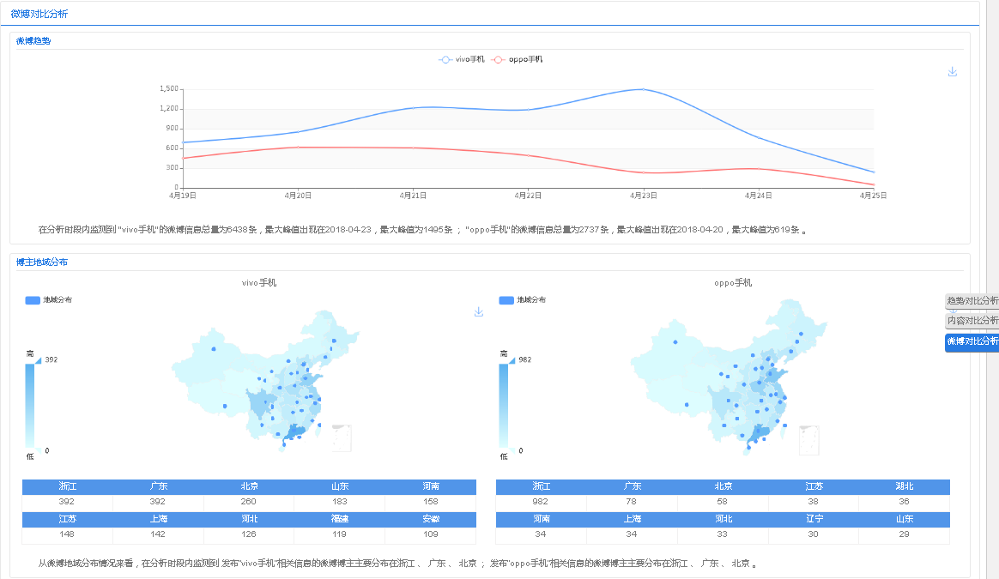 微博对比分析
微博趋势
vivo手机 oppo手机
1,500
1,200
900
600
300
0
4月19日 4月20日 4月21日 4月22日 4月23日 4月24日 4月25日
在分析时段内监测到 "vivo手机"的微博信息总量为6438条，最大峰值出现在2018-04-23，最大峰值为1495条 ； "oppo手机"的微博信息总量为2737条，最大峰值出现在2018-04-20，最大峰值为619条 。
博主地域分布
vivo手机 oppo手机
地域分布 地域分布
趋势对比分析
内容对比分析
微博对比分析
高 高
392 982
0 0
低 低
浙江 广东 北京 山东 河南
392 392 260 183 158
江苏 上海 河北 福建 安徽
148 142 126 119 109
浙江 广东 北京 江苏 湖北
982 78 58 38 36
河南 上海 河北 辽宁 山东
34 34 33 30 29
从微博地域分布情况来看，在分析时段内监测到 发布"vivo手机"相关信息的微博博主主要分布在浙江 、 广东 、 北京 ； 发布"oppo手机"相关信息的微博博主主要分布在浙江 、 广东 、 北京 。